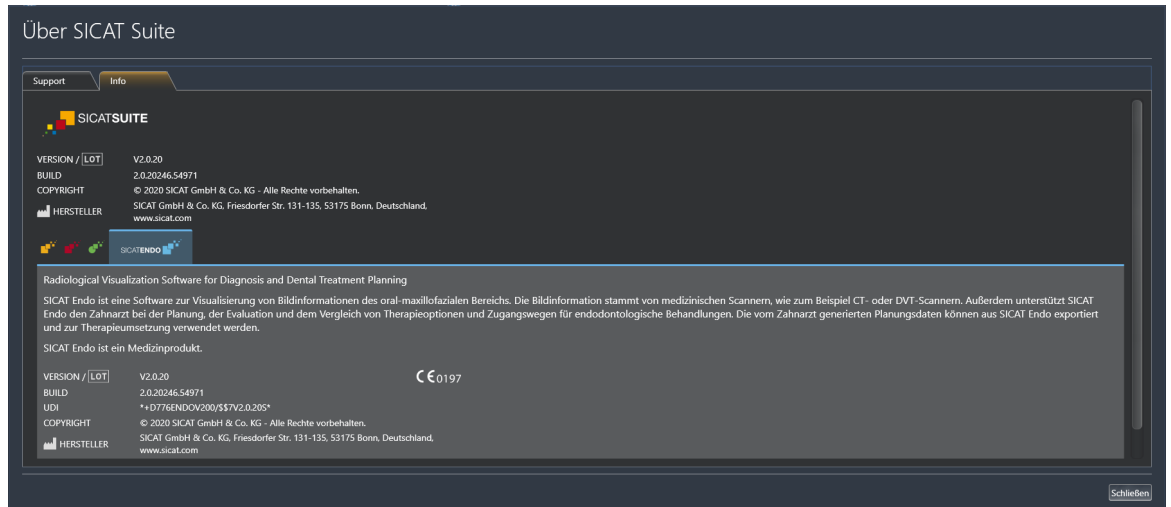 Über SICAT Suite
Support
Info
SICATSUITE
VERSION / LOT V2.0.20
BUILD 2.0.20246.54971
COPYRIGHT © 2020 SICAT GmbH & Co. KG - Alle Rechte vorbehalten.
HERSTELLER SICAT GmbH & Co. KG, Friesdorfer Str. 131-135, 53175 Bonn, Deutschland,
www.sicat.com
SICATENDO
Radiological Visualization Software for Diagnosis and Dental Treatment Planning
SICAT Endo ist eine Software zur Visualisierung von Bildinformationen des oral-maxillofazialen Bereichs. Die Bildinformation stammt von medizinischen Scannern, wie zum Beispiel CT- oder DVT-Scannern. Außerdem unterstützt SICAT
Endo den Zahnarzt bei der Planung, der Evaluation und dem Vergleich von Therapieoptionen und Zugangswegen für endodontologische Behandlungen. Die vom Zahnarzt generierten Planungsdaten können aus SICAT Endo exportiert
und zur Therapieumsetzung verwendet werden.
SICAT Endo ist ein Medizinprodukt.
VERSION / LOT V2.0.20 CE0197
BUILD 2.0.20246.54971
UDI *+D776ENDOV200/$$7V2.0.20S*
COPYRIGHT © 2020 SICAT GmbH & Co. KG - Alle Rechte vorbehalten.
HERSTELLER SICAT GmbH & Co. KG, Friesdorfer Str. 131-135, 53175 Bonn, Deutschland,
www.sicat.com
Schließen